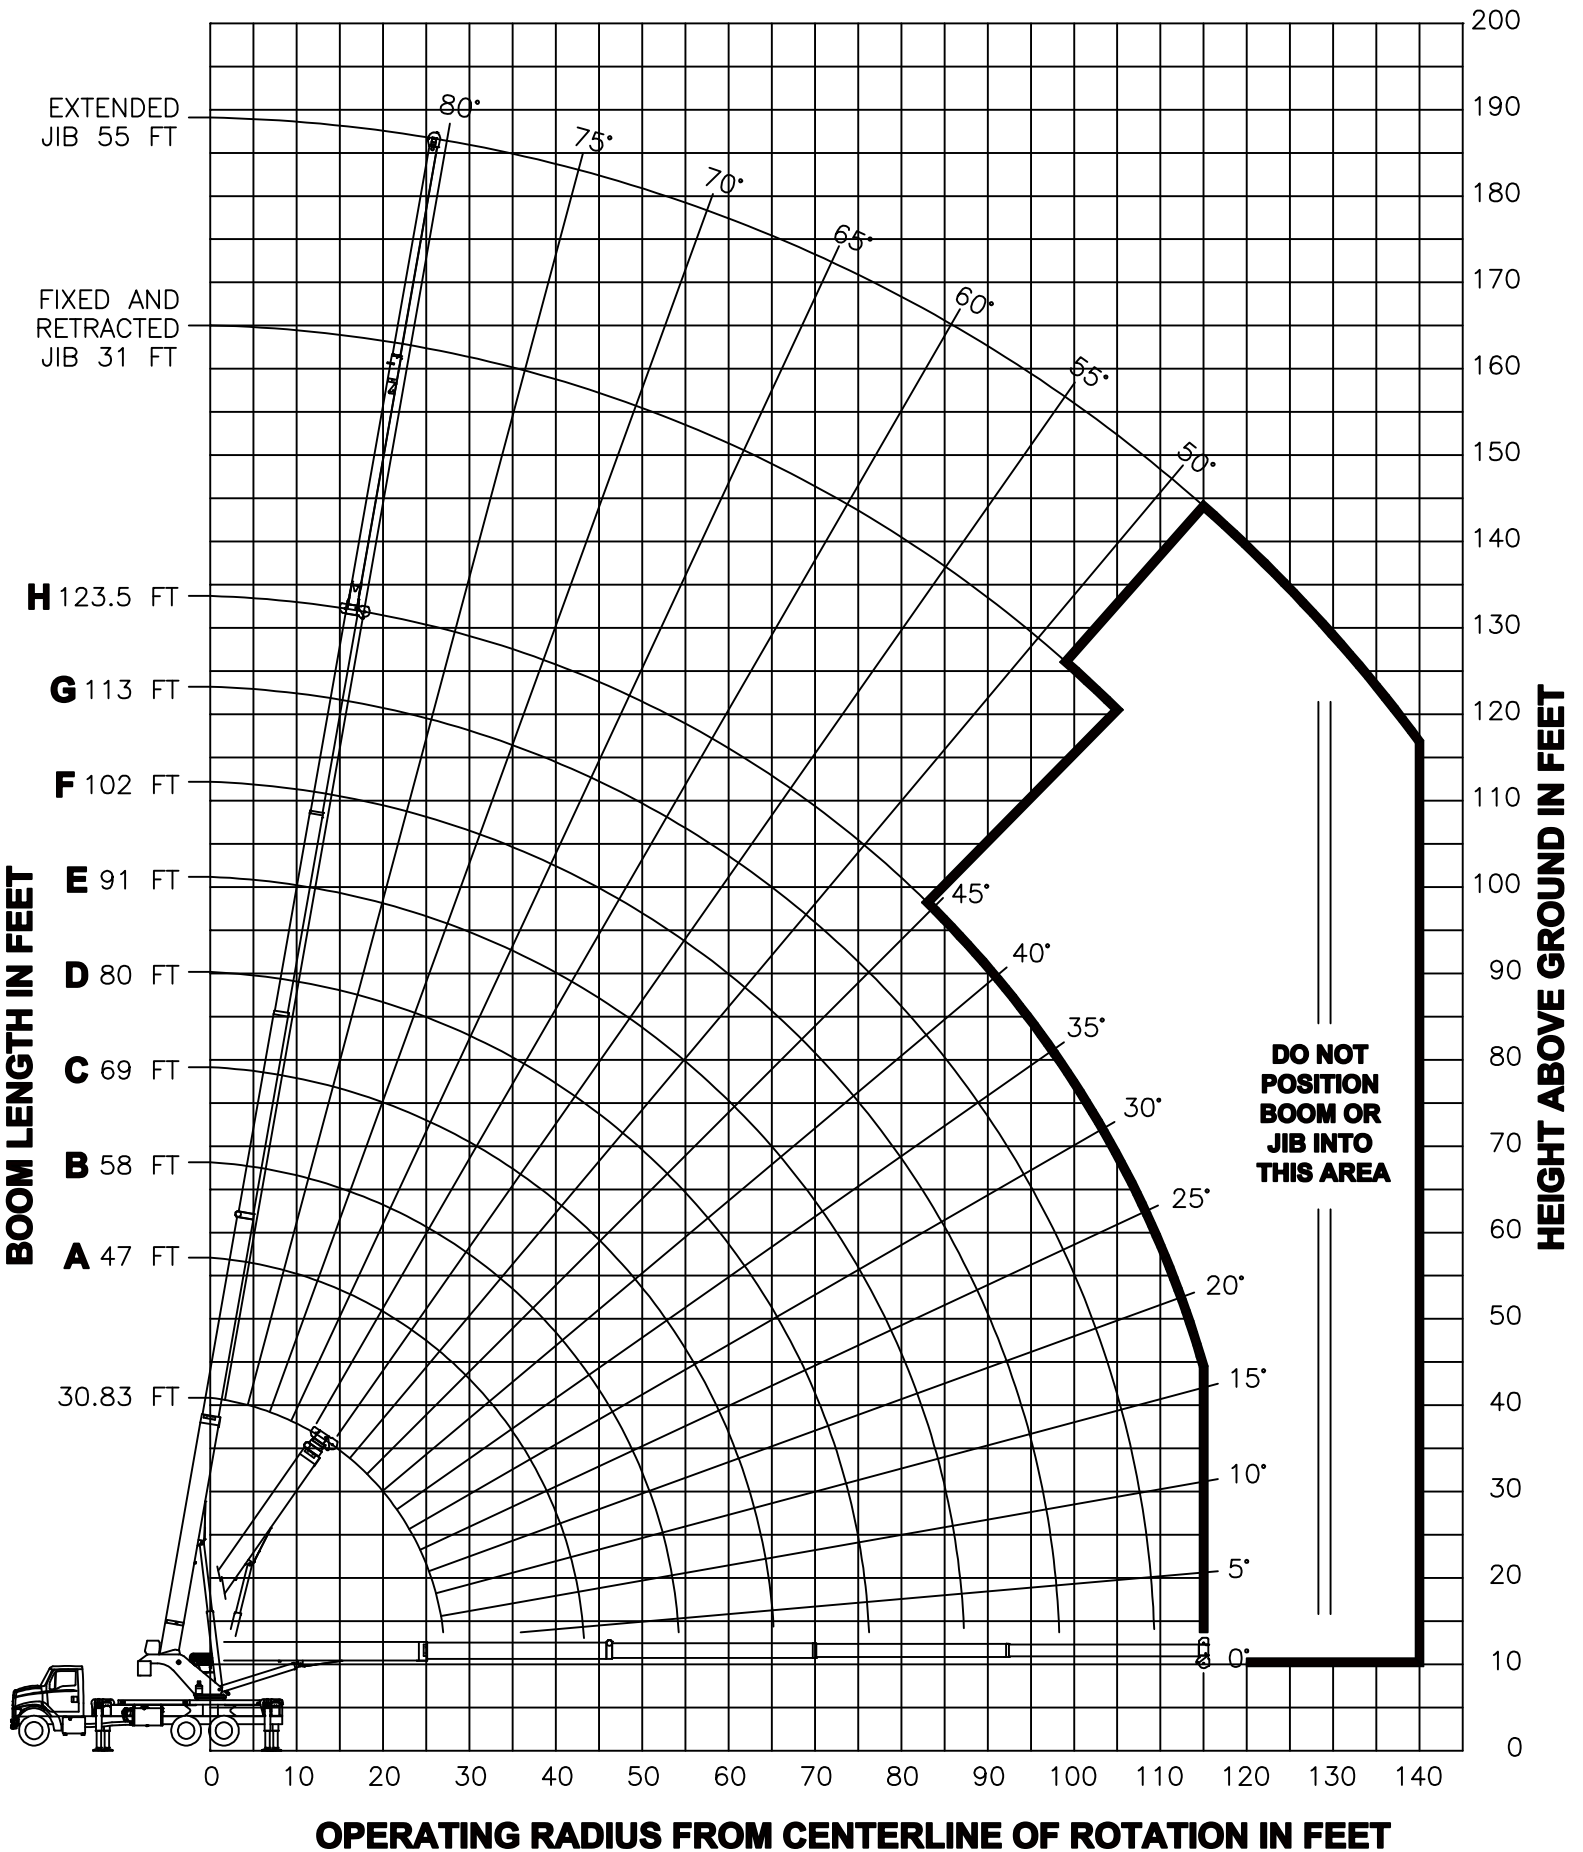 200
190
180
170
160
150
140
130
120
110
100
90
80
70
60
50
40
30
20
10
0
HEIGHT ABOVE GROUND IN FEET
EXTENDED
JIB 55 FT
FIXED AND
RETRACTED
JIB 31 FT
H 123.5 FT
G 113 FT
F 102 FT
E 91 FT
D 80 FT
C 69 FT
B 58 FT
A 47 FT
30.83 FT
BOOM LENGTH IN FEET
80°
75°
70°
65°
60°
55°
50°
45°
40°
35°
30°
25°
20°
15°
10°
5°
0°
DO NOT
POSITION
BOOM OR
JIB INTO
THIS AREA
0 10 20 30 40 50 60 70 80 90 100 110 120 130 140
OPERATING RADIUS FROM CENTERLINE OF ROTATION IN FEET